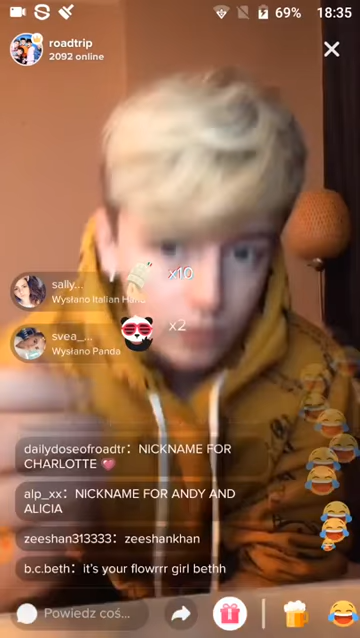 69% 18:35
roadtrip
2092 online
sally...
Wysłano Italian Han
x10
svea_...
Wysłano Panda
x2
dailydoseofroadtr: NICKNAME FOR
CHARLOTTE
alp_xx: NICKNAME FOR ANDY AND
ALICIA
zeeshan313333: zeeshankhan
b.c.beth: it's your flowrrr girl bethh
Powiedz coś...